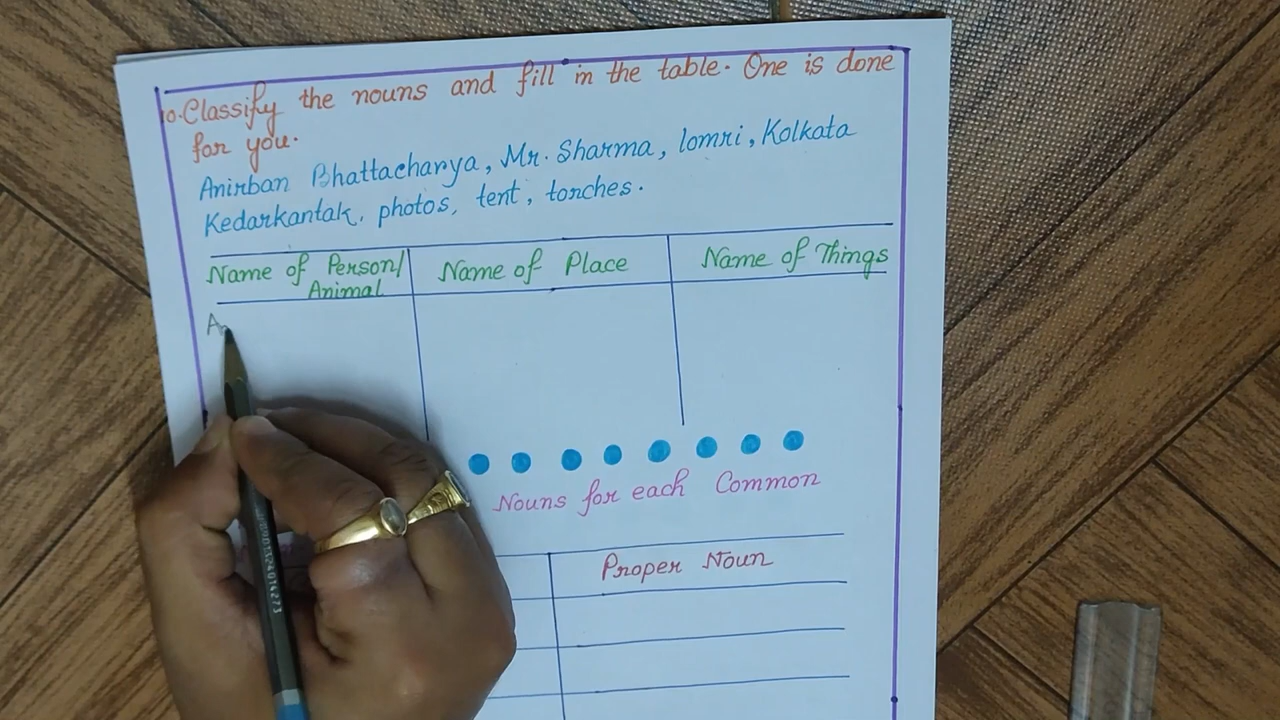 10. Classify the nouns and fill in the table. One is done
for you.
Anirban Bhattacharya, Mr. Sharma, lomri, Kolkata
Kedarkantak, photos, tent, torches.
Name of Person/
Animal
Name of Place
Name of Things
An
Nouns for each Common
Proper Noun